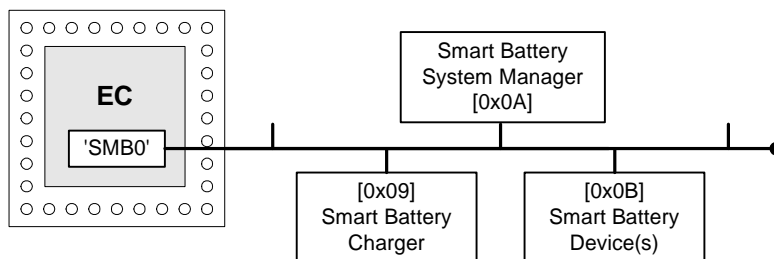 EC
'SMB0'
Smart Battery
System Manager
[0x0A]
[0x09]
Smart Battery
Charger
[0x0B]
Smart Battery
Device(s)